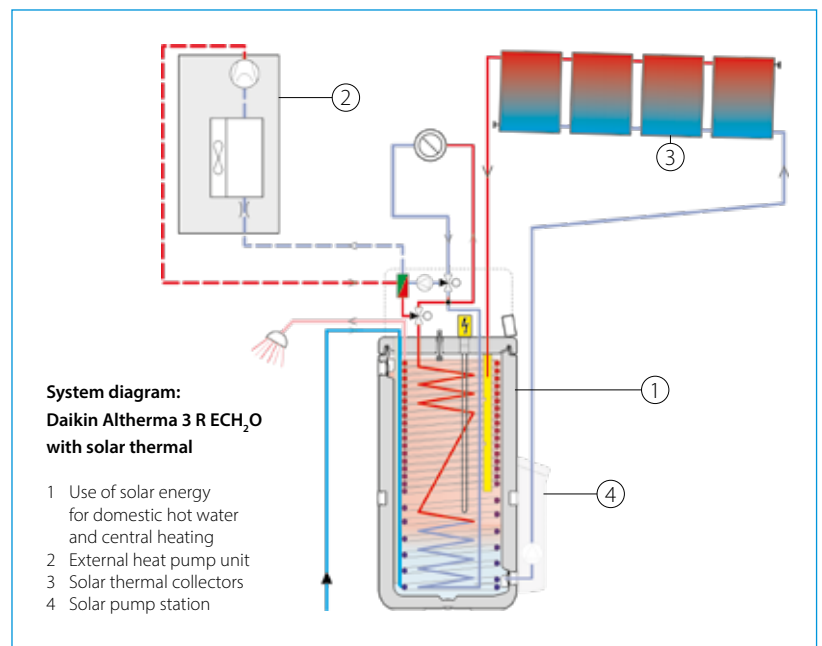 2
3
1
4
System diagram:
Daikin Altherma 3 R ECH₂O
with solar thermal
1 Use of solar energy
for domestic hot water
and central heating
2 External heat pump unit
3 Solar thermal collectors
4 Solar pump station